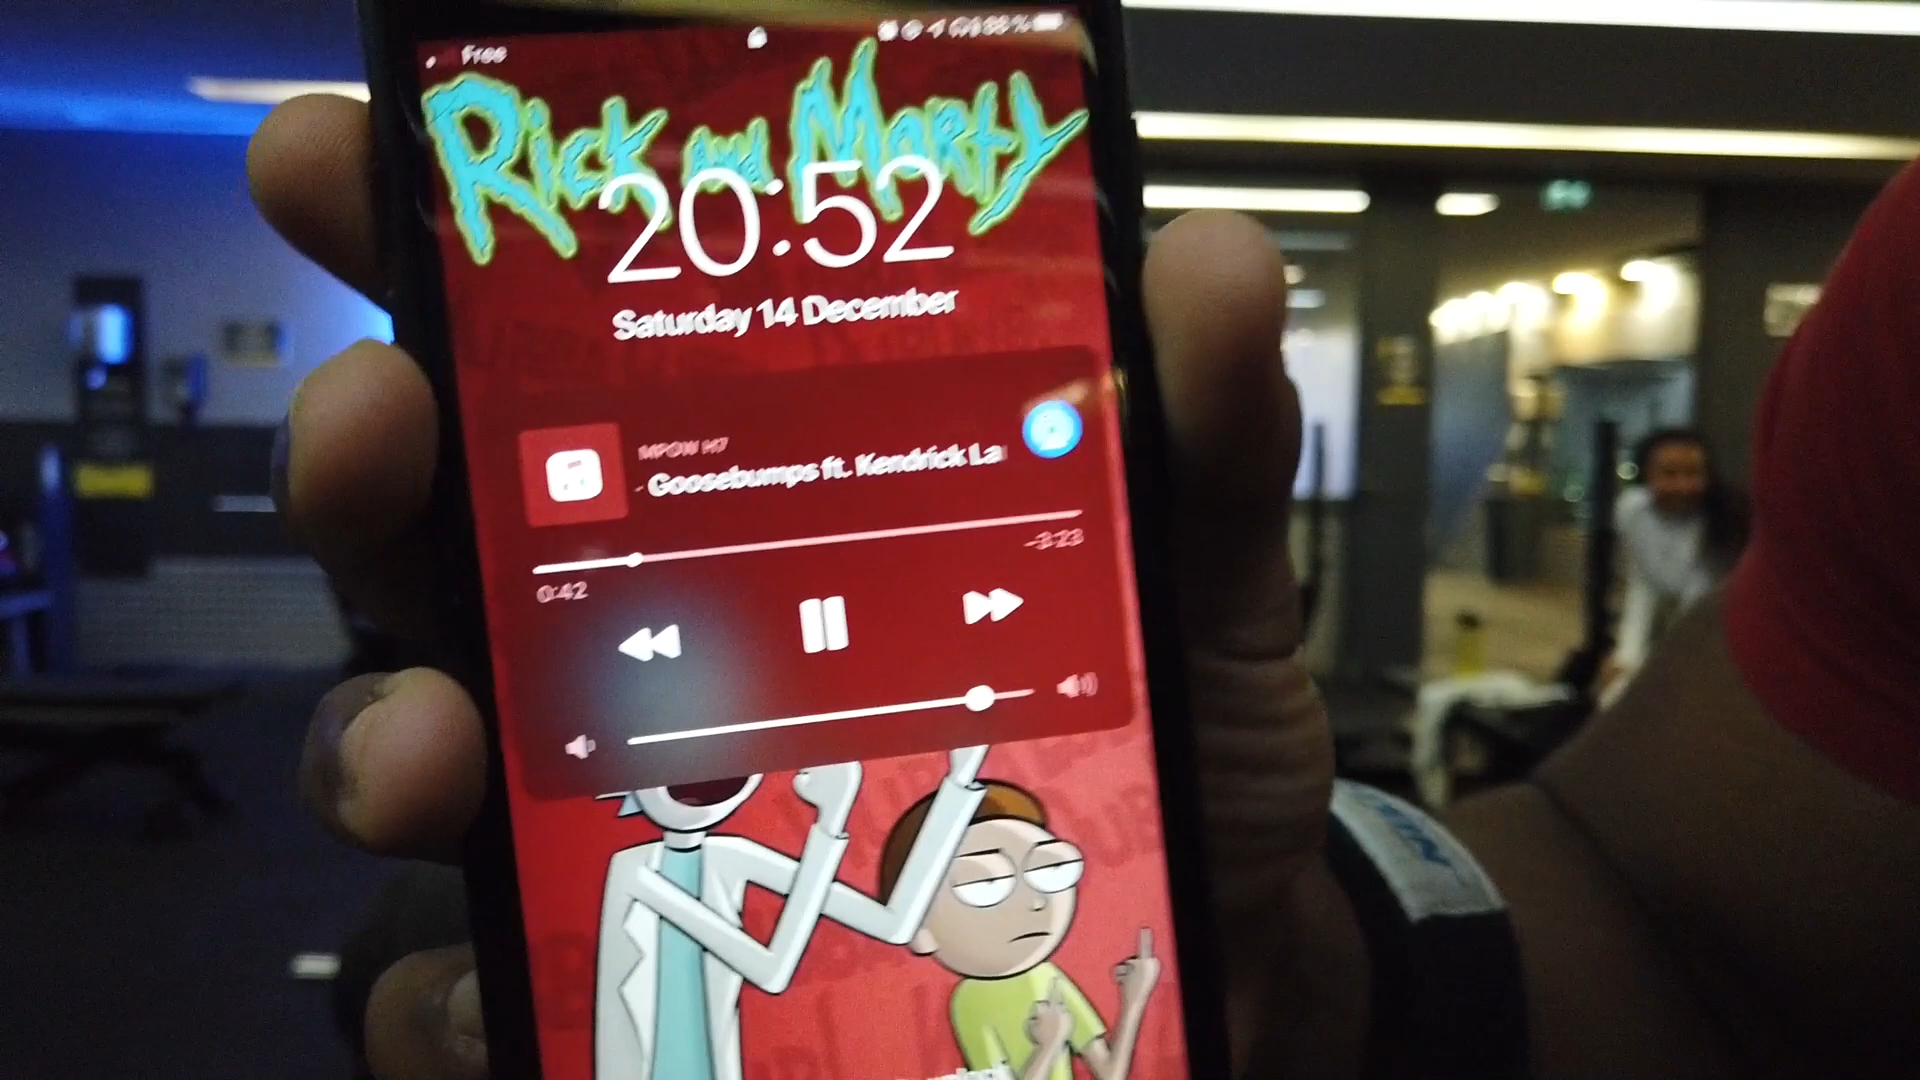 Free
88%
Rick and Morty
20:52
Saturday 14 December
MPOW H7
- Goosebumps ft. Kendrick La
0:42
-3:23